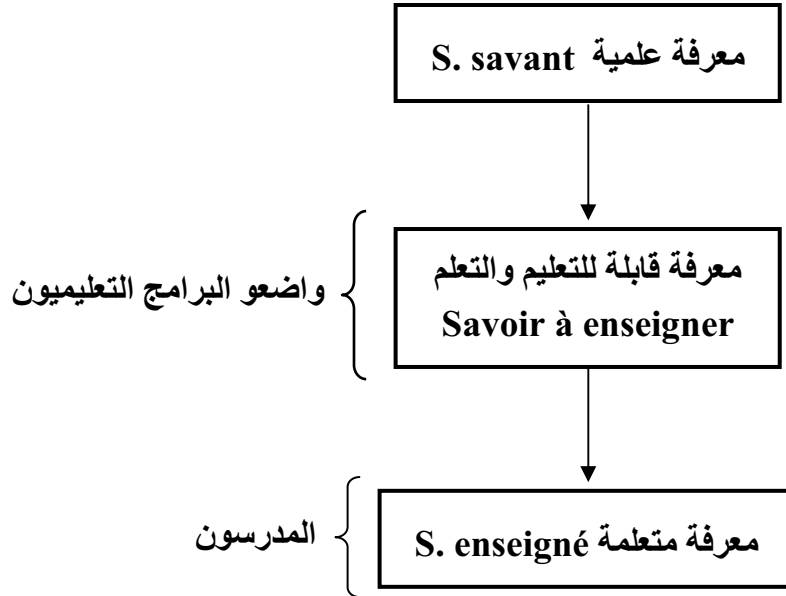 معرفة علمية S. savant
معرفة قابلة للتعليم والتعلم
Savoir à enseigner
واضعو البرامج التعليميون
معرفة متعلمة S. enseigné
المدرسون